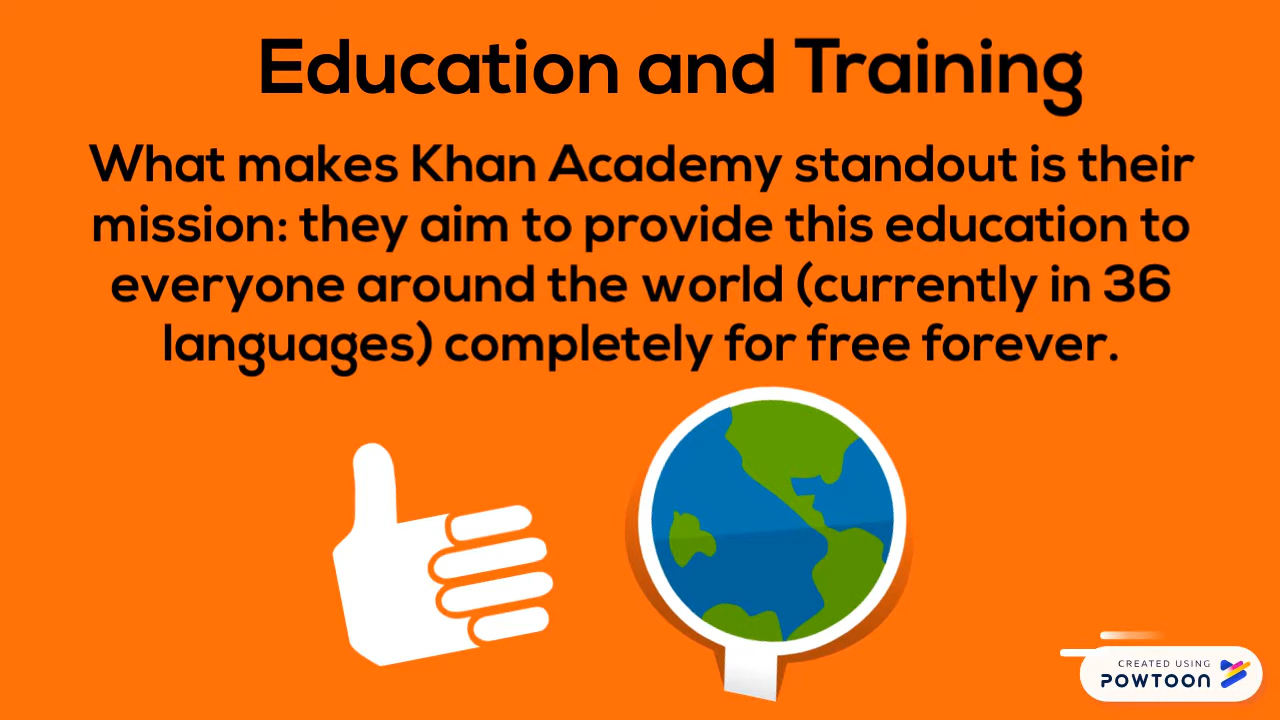 Education and Training
What makes Khan Academy standout is their
mission: they aim to provide this education to
everyone around the world (currently in 36
languages) completely for free forever.
CREATED USING
POWTOON